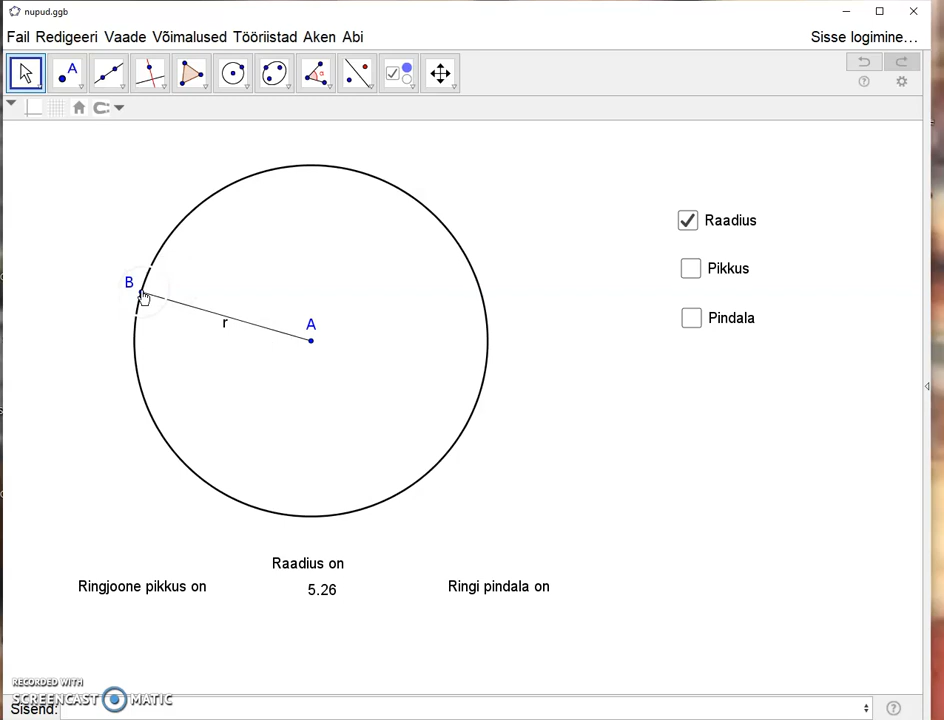 nupud.ggb
Fail Redigeeri Vaade Võimalused Tööriistad Aken Abi
Sisse logimine...
A
Raadius
Pikkus
Pindala
B
A
r
Raadius on
Ringjoone pikkus on
5.26
Ringi pindala on
RECORDED WITH
SCREENCAST MATIC
Sisend: